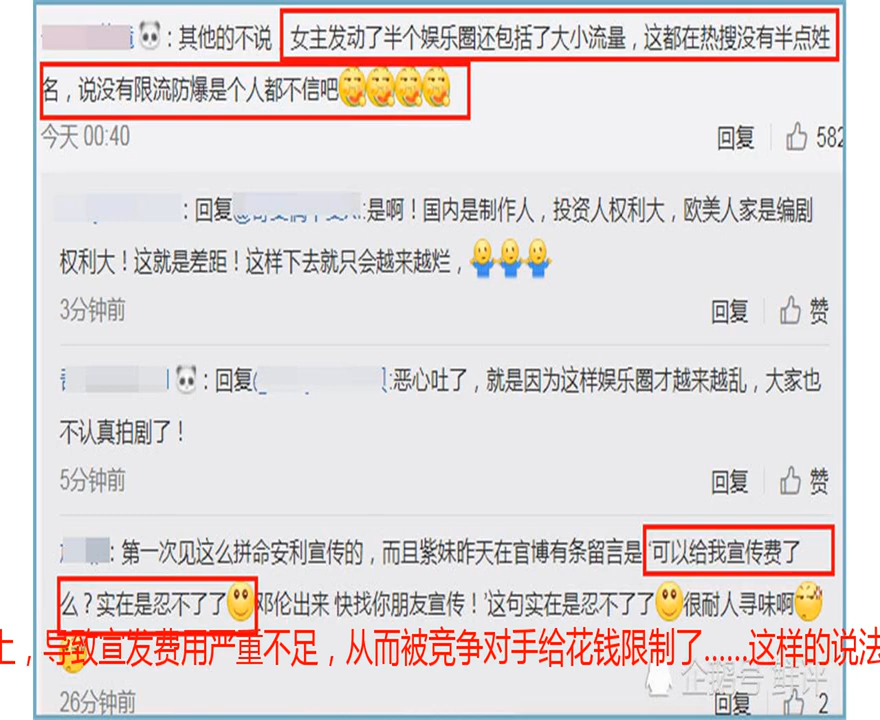 ：其他的不说 女主发动了半个娱乐圈还包括了大小流量，这都在热搜没有半点姓
名，说没有限流防爆是个人都不信吧
今天 00:40
回复 582
：回复 :是啊！国内是制作人，投资人权利大，欧美人家是编剧
权利大！这就是差距！这样下去就只会越来越烂，
3分钟前
回复 赞
：回复 :恶心吐了，就是因为这样娱乐圈才越来越乱，大家也
不认真拍剧了！
5分钟前
回复 赞
：第一次见这么拼命安利宣传的，而且紫妹昨天在官博有条留言是'可以给我宣传费了
么？实在是忍不了了 邓伦出来 快找你朋友宣传！'这句实在是忍不了了 很耐人寻味啊
上，导致宣发费用严重不足，从而被竞争对手给花钱限制了......这样的说法
企鹅号 鲜评
26分钟前
回复 2